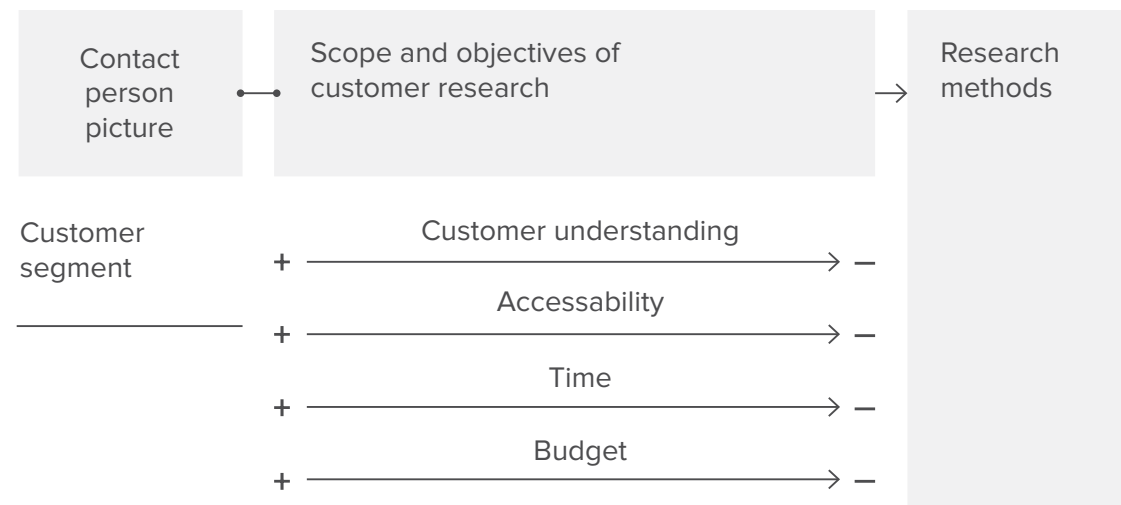 Contact
person
picture
Scope and objectives of
customer research
Research
methods
Customer
segment
Customer understanding
+ –
Accessability
+ –
Time
+ –
Budget
+ –